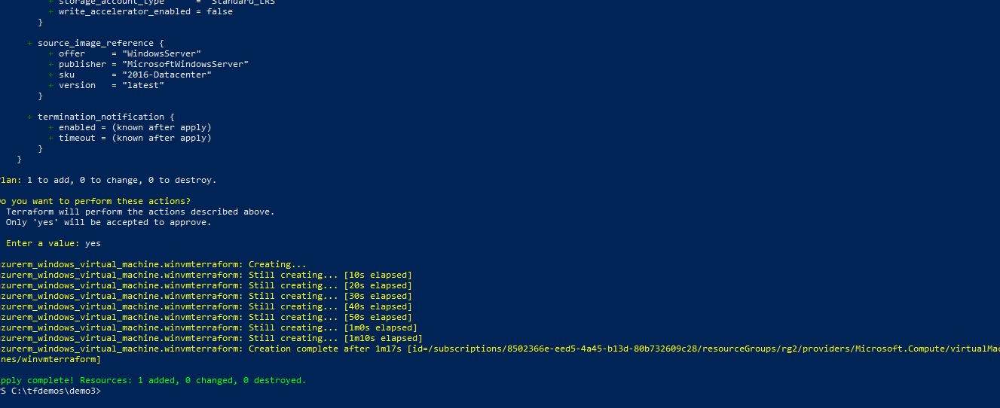 + storage_account_type = "Standard_LRS"
+ write_accelerator_enabled = false
}
+ source_image_reference {
+ offer = "WindowsServer"
+ publisher = "MicrosoftWindowsServer"
+ sku = "2016-Datacenter"
+ version = "latest"
}
+ termination_notification {
+ enabled = (known after apply)
+ timeout = (known after apply)
}
}
lan: 1 to add, 0 to change, 0 to destroy.
o you want to perform these actions?
Terraform will perform the actions described above.
Only 'yes' will be accepted to approve.
Enter a value: yes
zurerm_windows_virtual_machine.winvmterraform: Creating...
zurerm_windows_virtual_machine.winvmterraform: Still creating... [10s elapsed]
zurerm_windows_virtual_machine.winvmterraform: Still creating... [20s elapsed]
zurerm_windows_virtual_machine.winvmterraform: Still creating... [30s elapsed]
zurerm_windows_virtual_machine.winvmterraform: Still creating... [40s elapsed]
zurerm_windows_virtual_machine.winvmterraform: Still creating... [50s elapsed]
zurerm_windows_virtual_machine.winvmterraform: Still creating... [1m0s elapsed]
zurerm_windows_virtual_machine.winvmterraform: Still creating... [1m10s elapsed]
zurerm_windows_virtual_machine.winvmterraform: Creation complete after 1m17s [id=/subscriptions/8502366e-eed5-4a45-b13d-80b732609c28/resourceGroups/rg2/providers/Microsoft.Compute/virtualMac
ines/winvmterraform]
pply complete! Resources: 1 added, 0 changed, 0 destroyed.
PS C:\tfdemos\demo3>